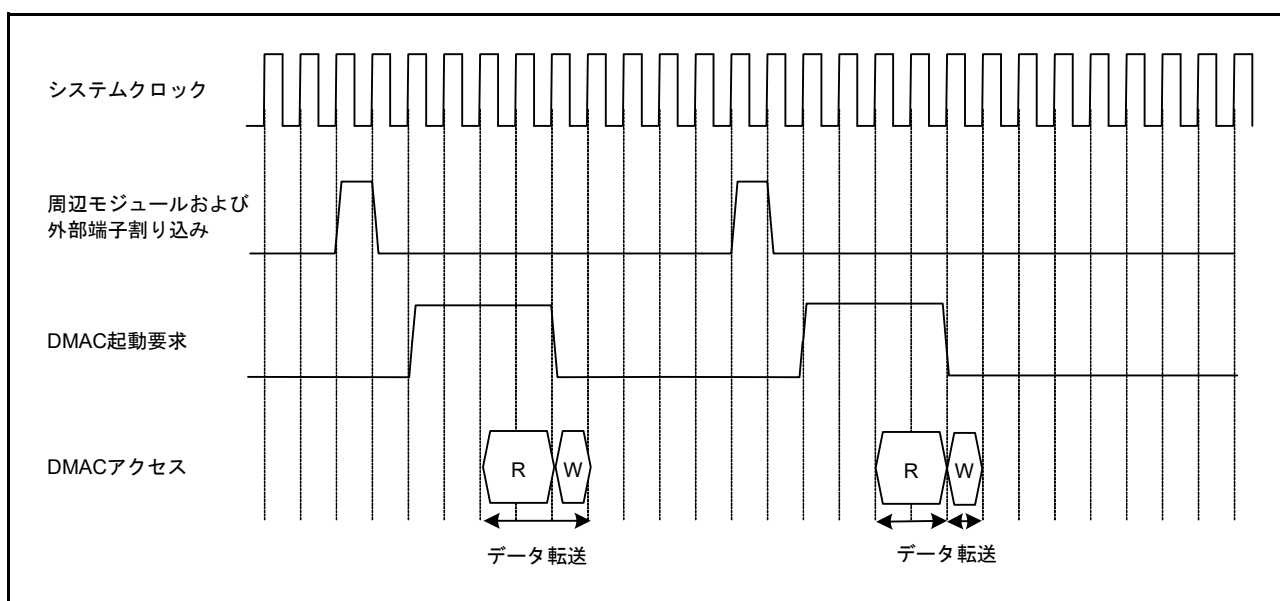 システムクロック
周辺モジュールおよび
外部端子割り込み
DMAC起動要求
DMACアクセス
R
W
R
W
データ転送
データ転送